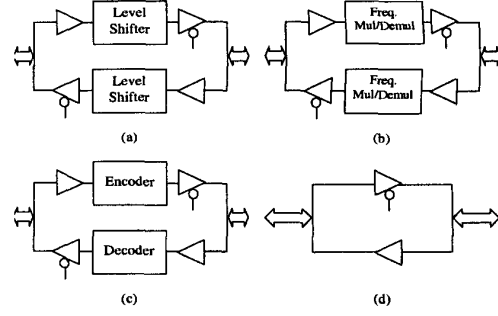 Level
Shifter
Level
Shifter
(a)
Freq.
Mul/Demul
Freq.
Mul/Demul
(b)
Encoder
Decoder
(c)
(d)